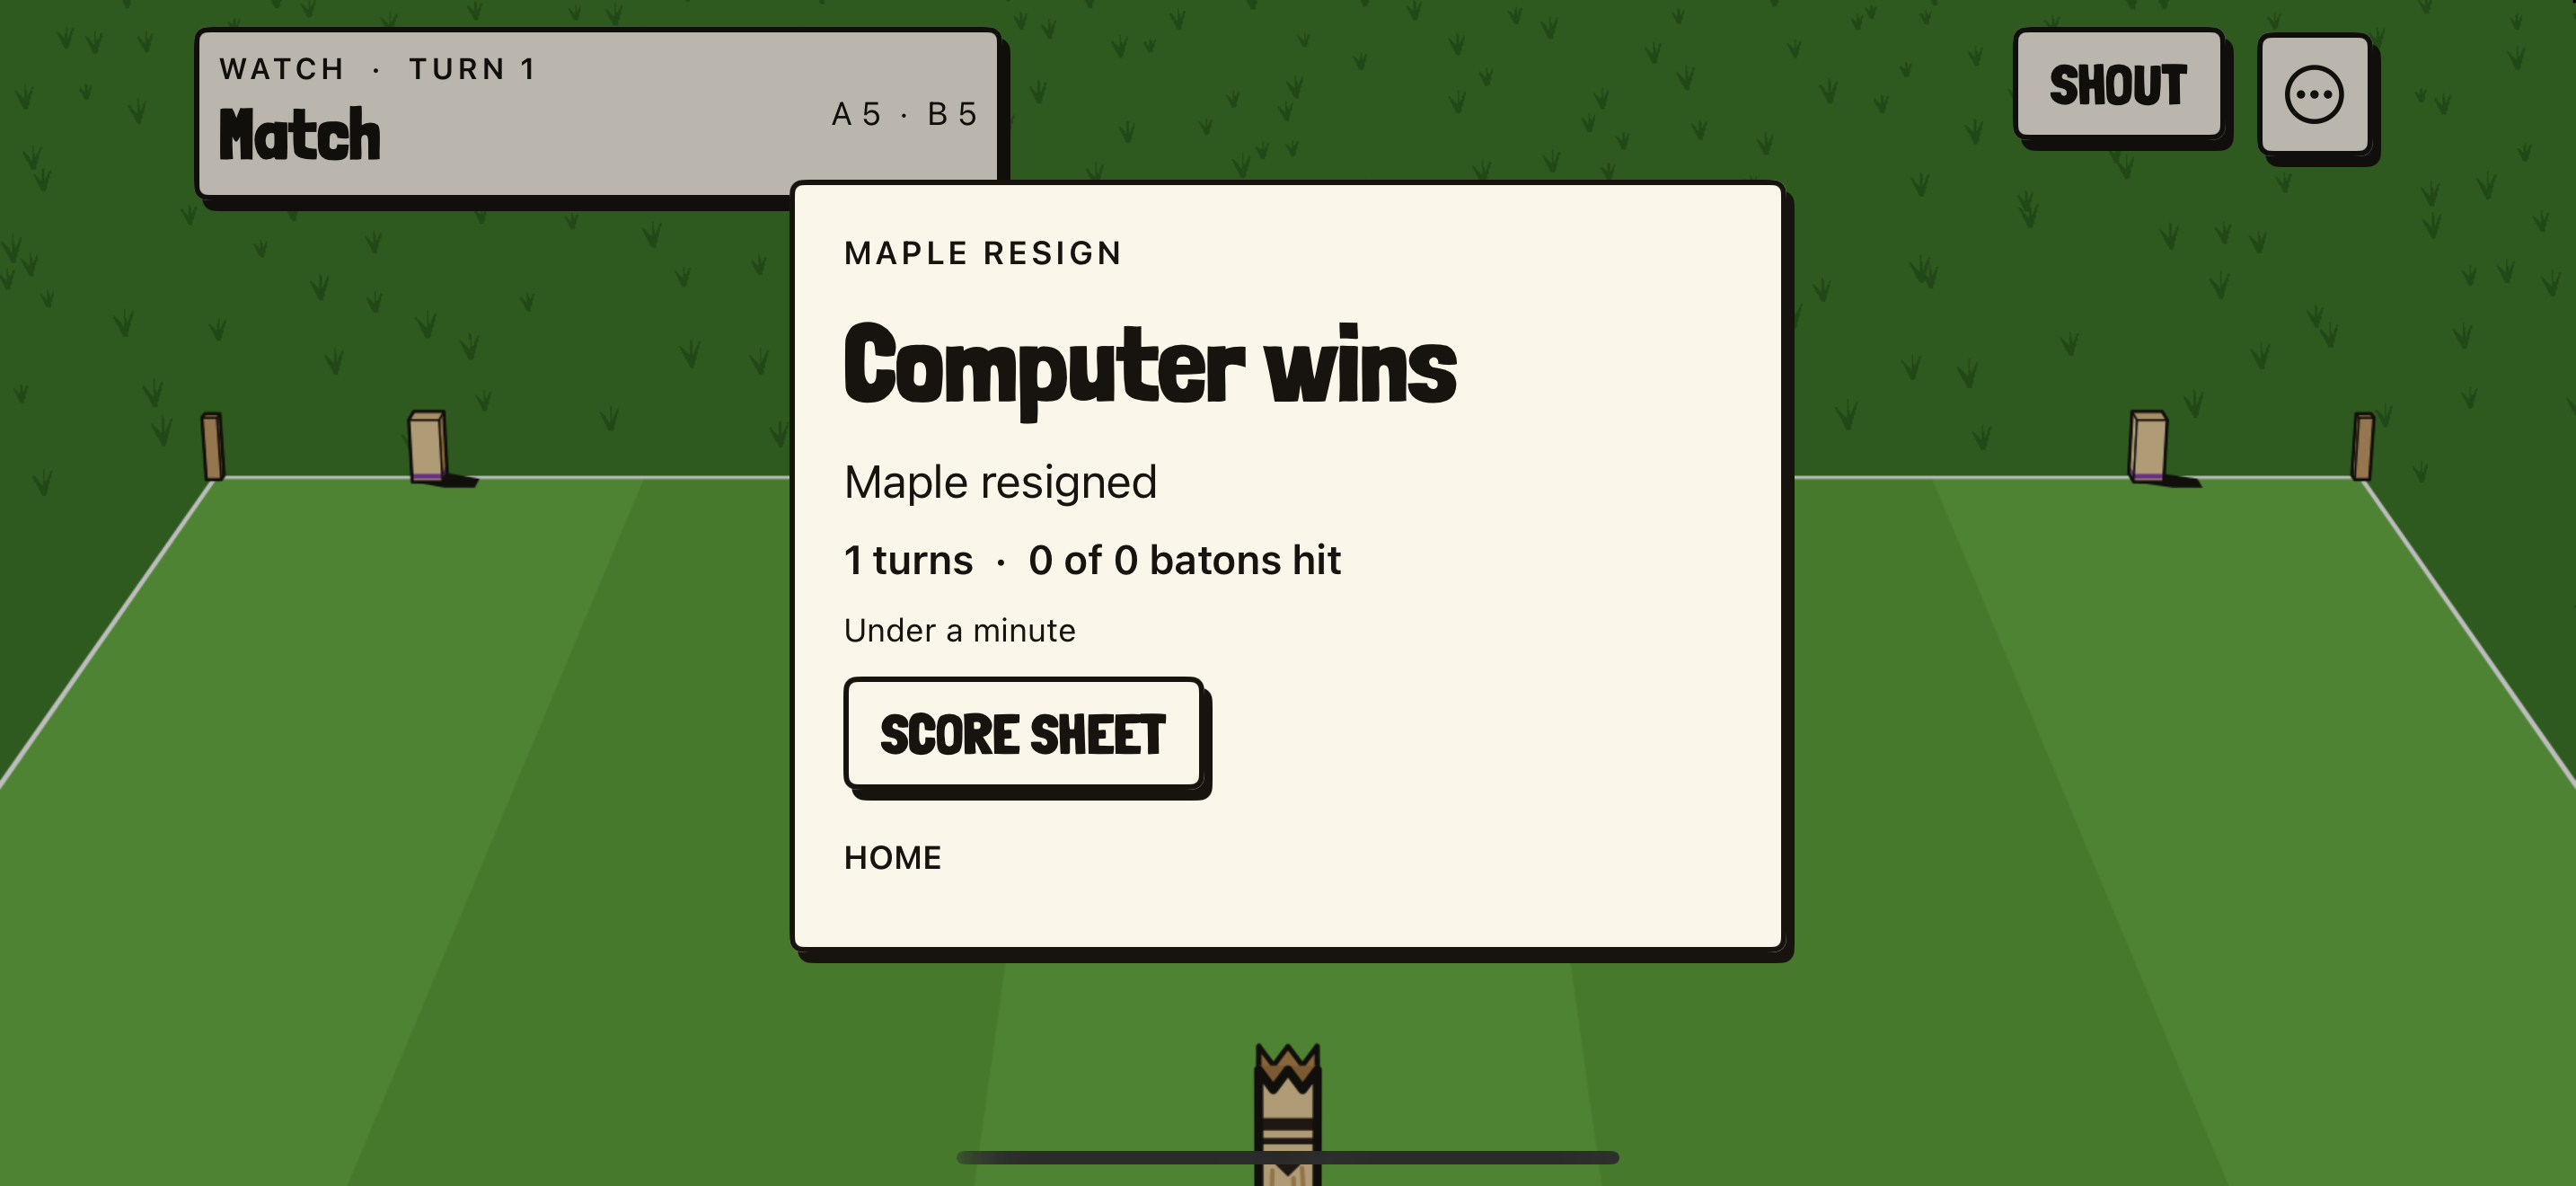 WATCH · TURN 1
Match
A 5 · B 5
SHOUT
MAPLE RESIGN
Computer wins
Maple resigned
1 turns · 0 of 0 batons hit
Under a minute
SCORE SHEET
HOME